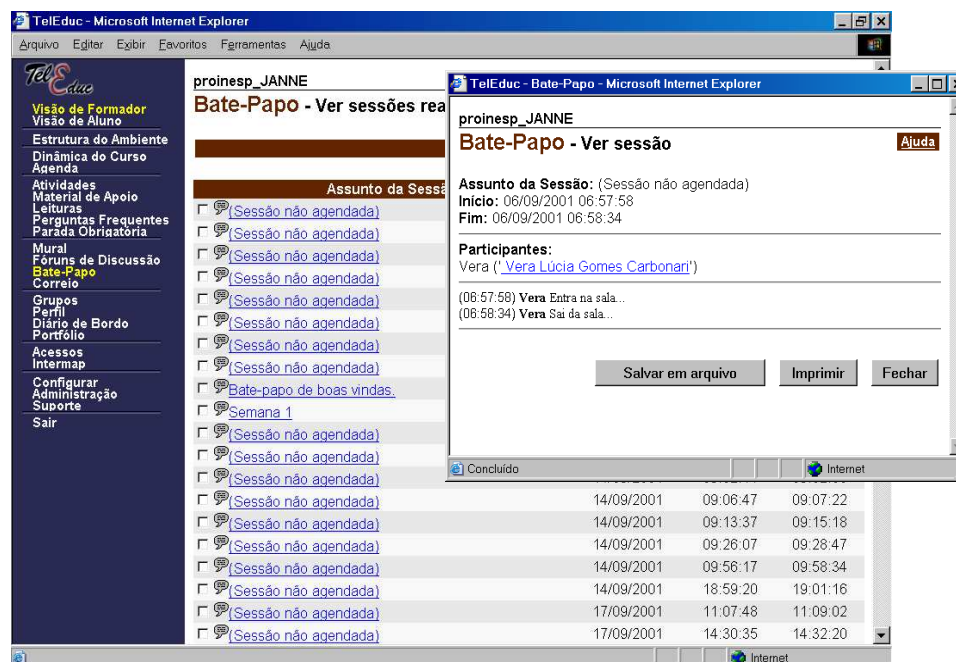 TelEduc - Microsoft Internet Explorer
Arquivo Editar Exibir Favoritos Ferramentas Ajuda
TelEduc
Visão de Formador
Visão de Aluno
Estrutura do Ambiente
Dinâmica do Curso
Agenda
Atividades
Material de Apoio
Leituras
Perguntas Frequentes
Parada Obrigatória
Mural
Fóruns de Discussão
Bate-Papo
Correio
Grupos
Perfil
Diário de Bordo
Portfólio
Acessos
Intermap
Configurar
Administração
Suporte
Sair
proinesp_JANNE
Bate-Papo - Ver sessões rea
Assunto da Sessã
(Sessão não agendada)
(Sessão não agendada)
(Sessão não agendada)
(Sessão não agendada)
(Sessão não agendada)
(Sessão não agendada)
(Sessão não agendada)
(Sessão não agendada)
Bate-papo de boas vindas.
Semana 1
(Sessão não agendada)
(Sessão não agendada)
(Sessão não agendada)
(Sessão não agendada) 14/09/2001 09:06:47 09:07:22
(Sessão não agendada) 14/09/2001 09:13:37 09:15:18
(Sessão não agendada) 14/09/2001 09:26:07 09:28:47
(Sessão não agendada) 14/09/2001 09:56:17 09:58:34
(Sessão não agendada) 14/09/2001 18:59:20 19:01:16
(Sessão não agendada) 17/09/2001 11:07:48 11:09:02
(Sessão não agendada) 17/09/2001 14:30:35 14:32:20
Internet
TelEduc - Bate-Papo - Microsoft Internet Explorer
proinesp_JANNE
Bate-Papo - Ver sessão
Ajuda
Assunto da Sessão: (Sessão não agendada)
Início: 06/09/2001 06:57:58
Fim: 06/09/2001 06:58:34
Participantes:
Vera (' Vera Lúcia Gomes Carbonari')
(06:57:58) Vera Entra na sala...
(06:58:34) Vera Sai da sala...
Salvar em arquivo Imprimir Fechar
Concluído Internet